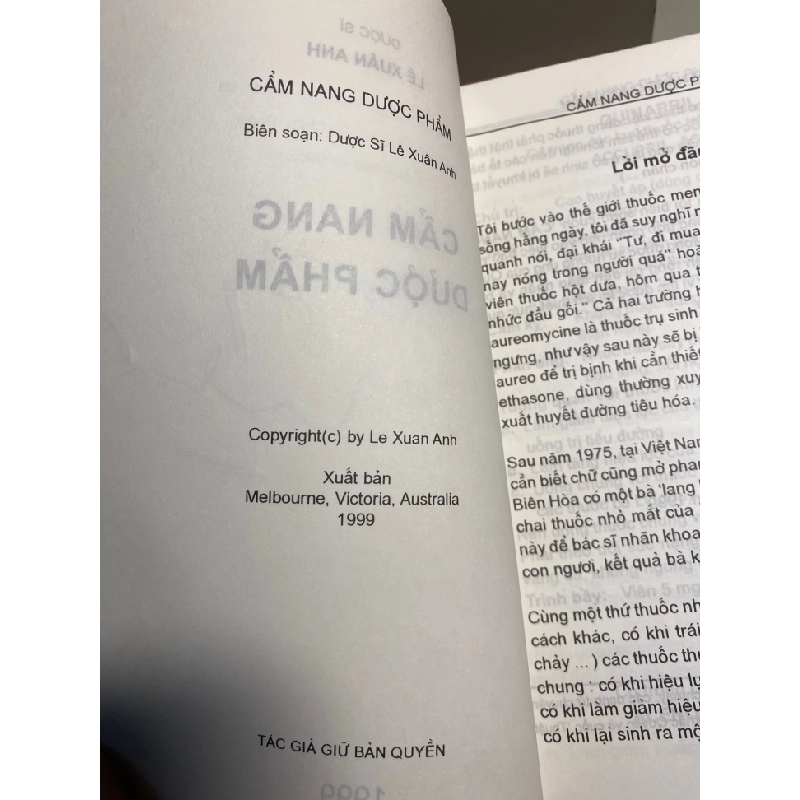 CẨM NANG DƯỢC PHẨM
Biên soạn: Dược Sĩ Lê Xuân Anh
Copyright(c) by Le Xuan Anh
Xuất bản
Melbourne, Victoria, Australia
1999
TÁC GIẢ GIỮ BẢN QUYỀN
CẨM NANG DƯỢC P
Lời mở đầu
Tôi bước vào thế giới thuốc men
sống hằng ngày, tôi đã suy nghĩ
quanh nói, đại khái "Tư, đi mua
nay nóng trong người quá" hoặ
viên thuốc hột dưa, hôm qua
nhức đầu gối." Cả hai trường
aureomycine là thuốc trụ sinh
ngưng, như vậy sau này sẽ bị
aureo để trị bịnh khi cần thiết
ethasone, dùng thường xuy
xuất huyết đường tiêu hóa.
Sau năm 1975, tại Việt Nam
cần biết chữ cũng mở
Biên Hòa có một bà 'lang
chai thuốc nhỏ mắt của
này để bác sĩ nhãn khoa
con ngươi, kết quả bà k
Cùng một thứ thuốc nh
cách khác, có khi trái
chảy ...) các thuốc th
chung : có khi hiệu lự
có khi làm giảm hiệu
có khi lại sinh ra mộ